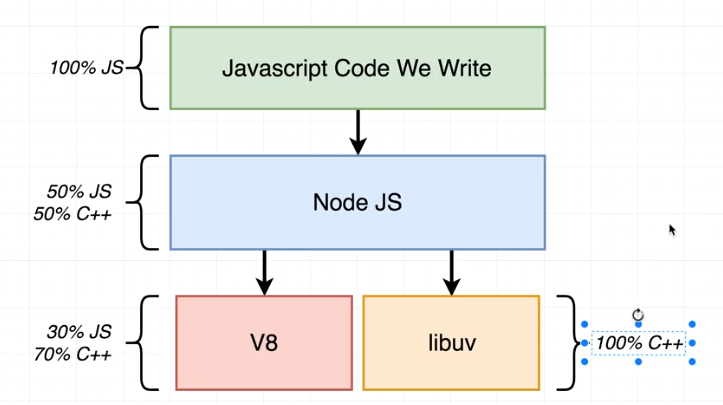 100% JS
Javascript Code We Write
50% JS
50% C++
Node JS
30% JS
70% C++
V8
libuv
100% C++